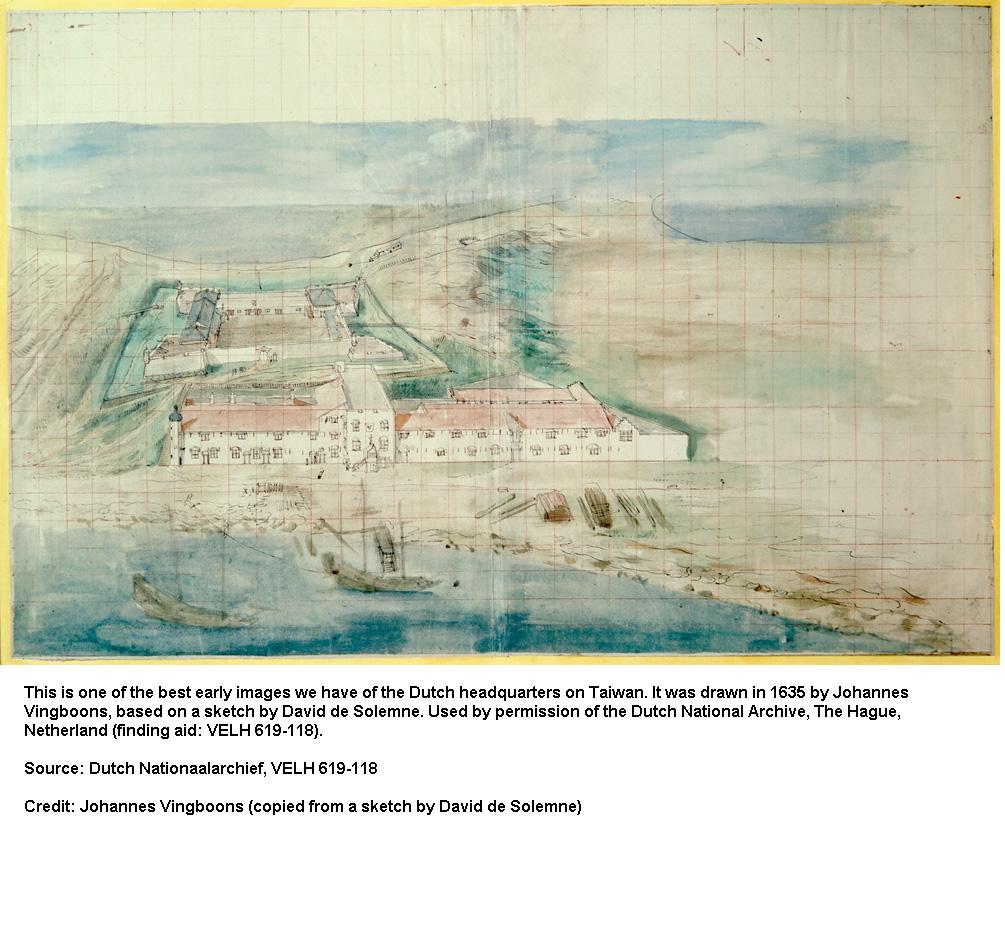 This is one of the best early images we have of the Dutch headquarters on Taiwan. It was drawn in 1635 by Johannes
Vingboons, based on a sketch by David de Solemne. Used by permission of the Dutch National Archive, The Hague,
Netherland (finding aid: VELH 619-118).
Source: Dutch Nationaalarchief, VELH 619-118
Credit: Johannes Vingboons (copied from a sketch by David de Solemne)